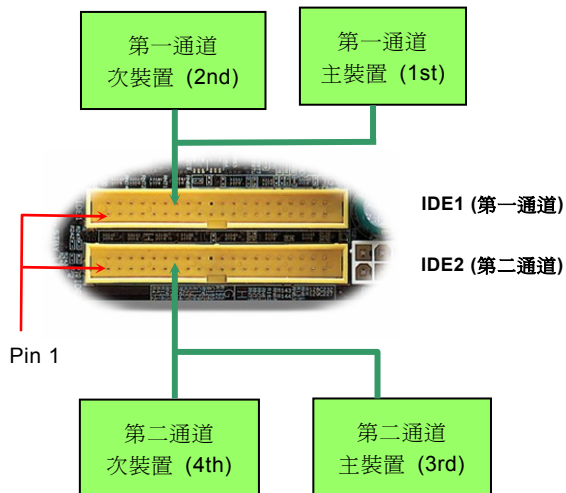 第一通道
次裝置 (2nd)
第一通道
主裝置 (1st)
IDE1 (第一通道)
IDE2 (第二通道)
Pin 1
第二通道
次裝置 (4th)
第二通道
主裝置 (3rd)